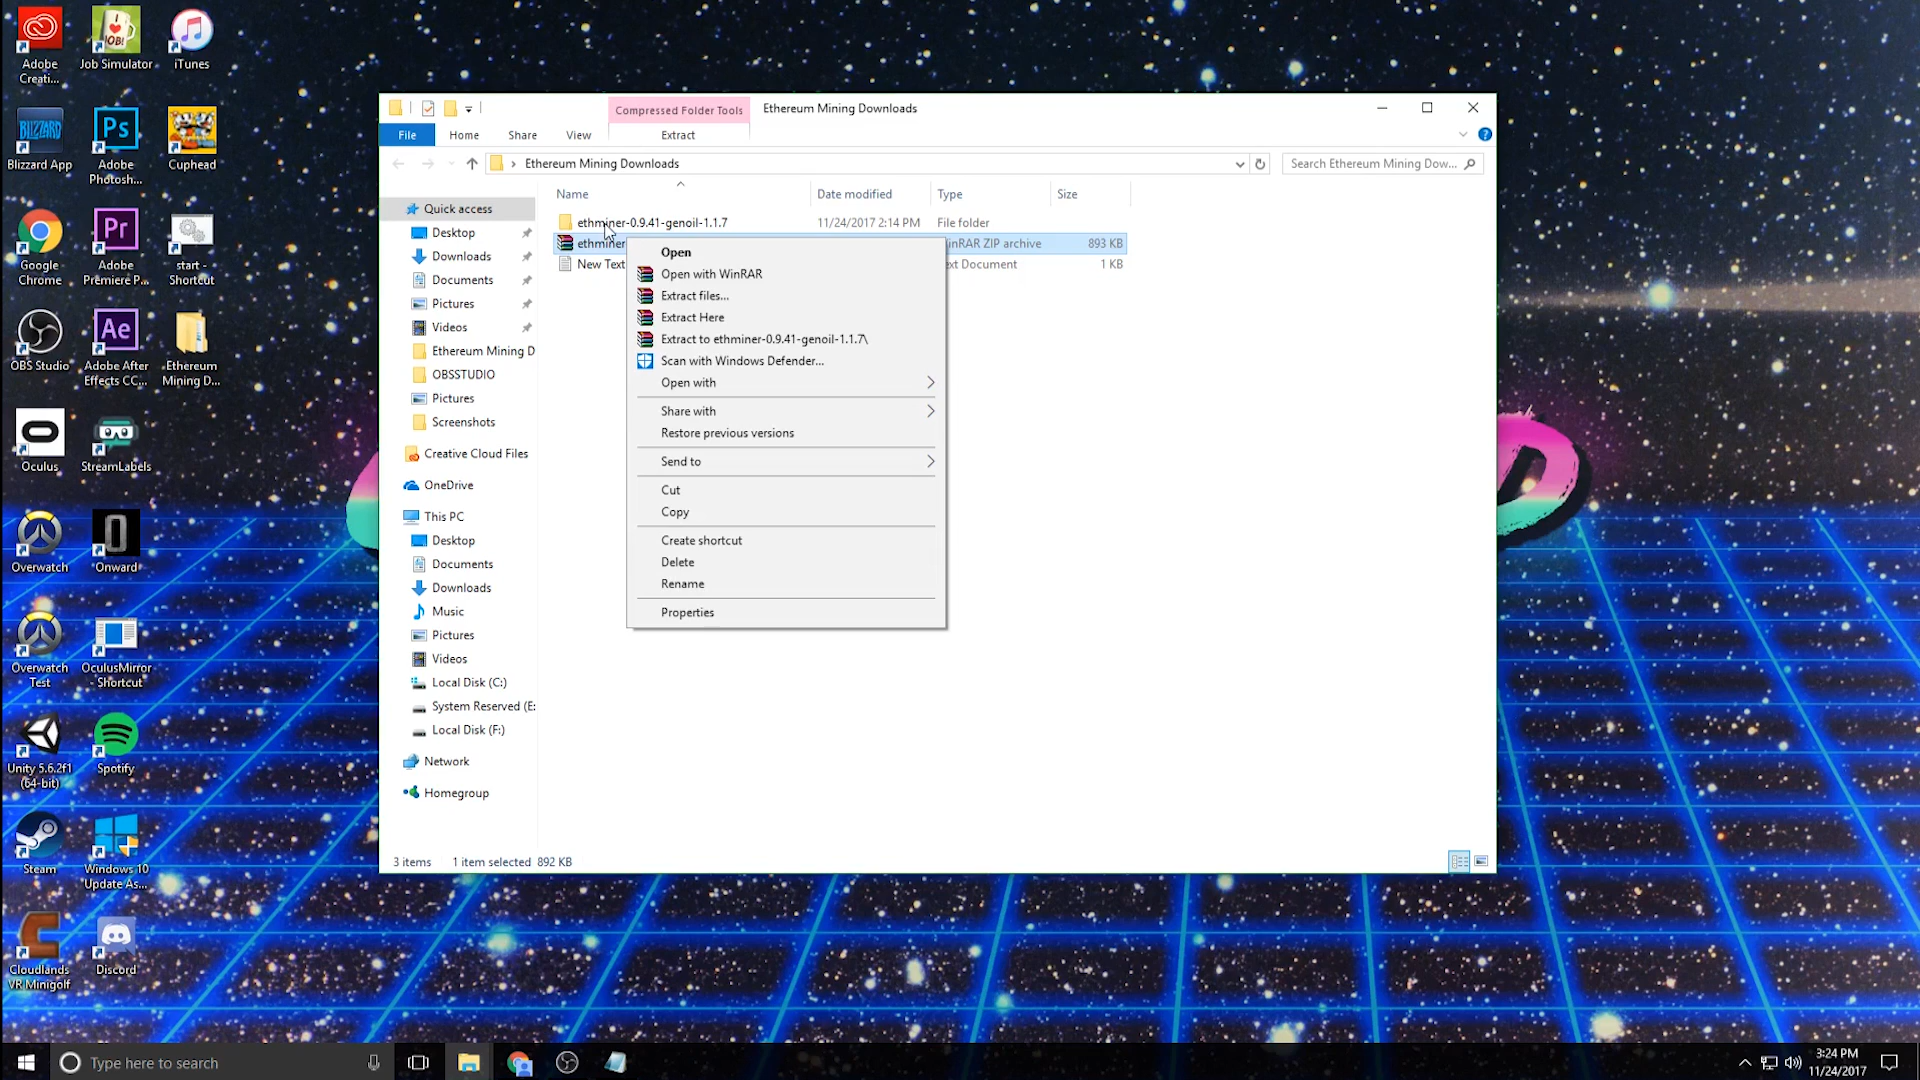 Adobe
Creati...
Job Simulator
iTunes
Blizzard App
Adobe
Photosh...
Cuphead
Google
Chrome
Adobe
Premiere P...
start -
Shortcut
OBS Studio
Adobe After
Effects CC...
Ethereum
Mining D...
Oculus
StreamLabels
Overwatch
Onward
Overwatch
Test
OculusMirror
- Shortcut
Unity 5.6.2f1
(64-bit)
Spotify
Steam
Windows 10
Update As...
Cloudlands
VR Minigolf
Discord
Compressed Folder Tools
Ethereum Mining Downloads
File
Home
Share
View
Extract
Ethereum Mining Downloads
Search Ethereum Mining Dow...
Name
Date modified
Type
Size
ethminer-0.9.41-genoil-1.1.7
11/24/2017 2:14 PM
File folder
ethminer
inRAR ZIP archive
893 KB
New Text
ext Document
1 KB
Quick access
Desktop
Downloads
Documents
Pictures
Videos
Ethereum Mining D
OBSSTUDIO
Pictures
Screenshots
Creative Cloud Files
OneDrive
This PC
Desktop
Documents
Downloads
Music
Pictures
Videos
Local Disk (C:)
System Reserved (E:
Local Disk (F:)
Network
Homegroup
Open
Open with WinRAR
Extract files...
Extract Here
Extract to ethminer-0.9.41-genoil-1.1.7\
Scan with Windows Defender...
Open with
Share with
Restore previous versions
Send to
Cut
Copy
Create shortcut
Delete
Rename
Properties
3 items
1 item selected 892 KB
Type here to search
3:24 PM
11/24/2017